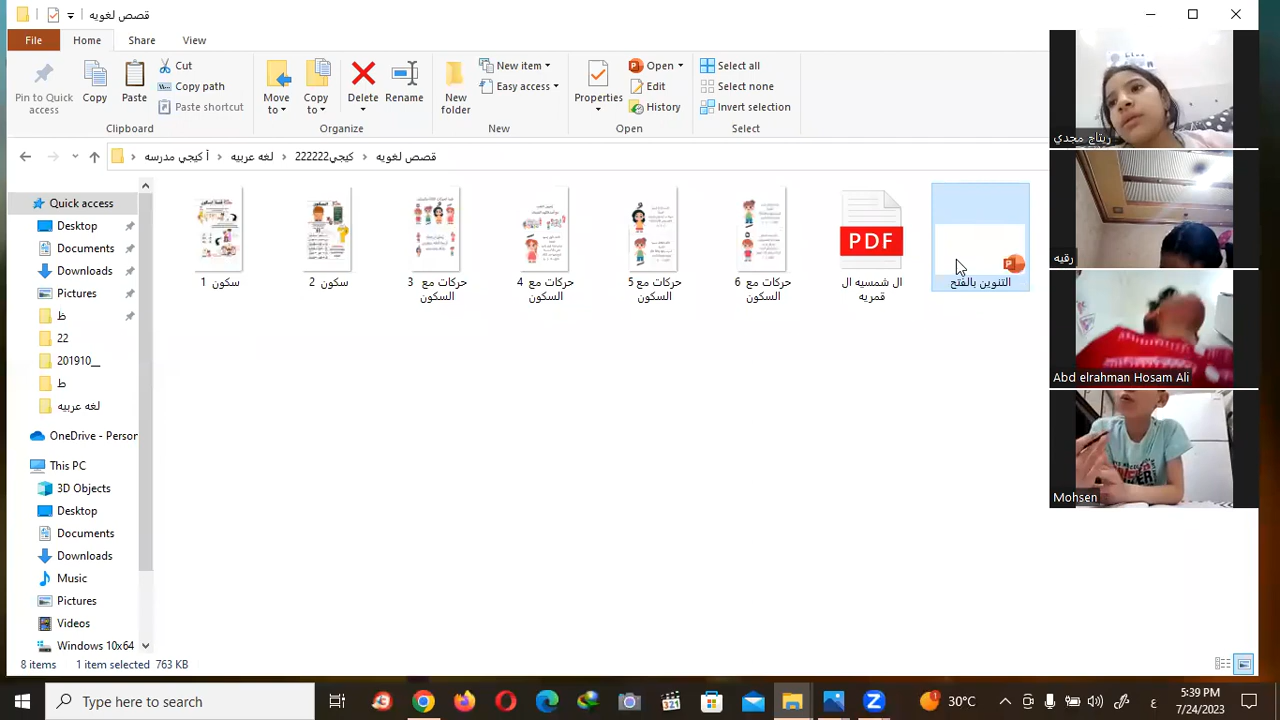 قصص لغويه
File
Home
Share
View
Pin to Quick access
Copy
Paste
Cut
Copy path
Paste shortcut
Clipboard
Move to
Copy to
Delete
Rename
Organize
New folder
New item
Easy access
New
Properties
Open
Edit
History
Open
Select all
Select none
Invert selection
Select
أ كيجي مدرسه
لغه عربيه
كيجي222222
قصص لغويه
Quick access
Desktop
Documents
Downloads
Pictures
ظ
22
201910__
ط
لغه عربيه
OneDrive - Person
This PC
3D Objects
Desktop
Documents
Downloads
Music
Pictures
Videos
Windows 10x64
سكون 1
سكون 2
حركات مع 3
السكون
حركات مع 4
السكون
حركات مع 5
السكون
حركات مع 6
السكون
PDF
ال شمسيه ال
قمريه
التنوين بالفتح
ريتاج مجدي
رقيه
Abd elrahman Hosam Ali
Mohsen
8 items
1 item selected 763 KB
Type here to search
321
1
30°C
ع
5:39 PM
7/24/2023